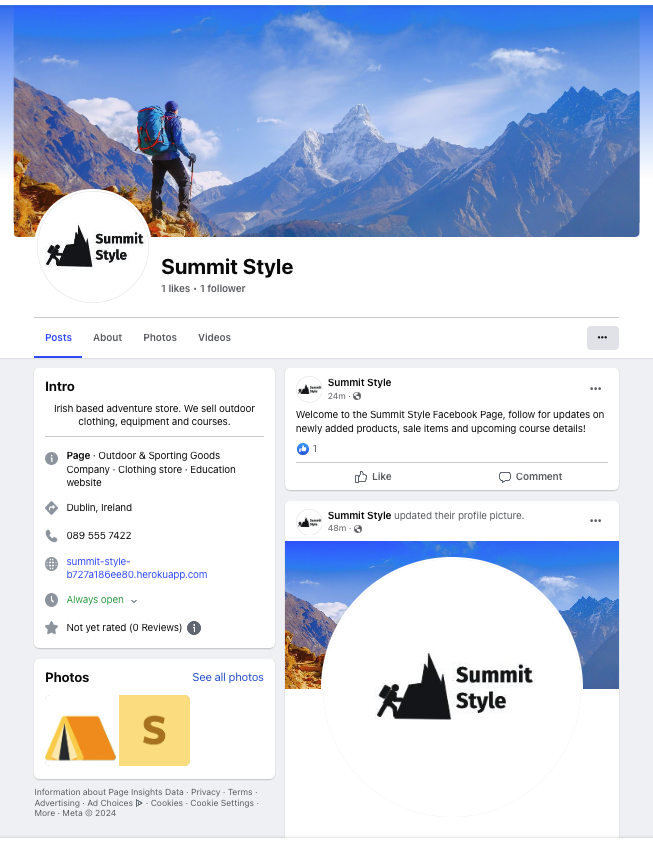 Summit
Style
Summit Style
1 likes • 1 follower
Posts
About
Photos
Videos
Intro
Irish based adventure store. We sell outdoor
clothing, equipment and courses.
Page · Outdoor & Sporting Goods
Company · Clothing store · Education
website
Dublin, Ireland
089 555 7422
summit-style-
b727a186ee80.herokuapp.com
Always open
Not yet rated (0 Reviews)
Photos
See all photos
S
Information about Page Insights Data · Privacy · Terms ·
Advertising · Ad Choices · Cookies · Cookie Settings ·
More · Meta © 2024
Summit Style
24m ·
Welcome to the Summit Style Facebook Page, follow for updates on
newly added products, sale items and upcoming course details!
1
Like
Comment
Summit Style updated their profile picture.
48m ·
Summit
Style